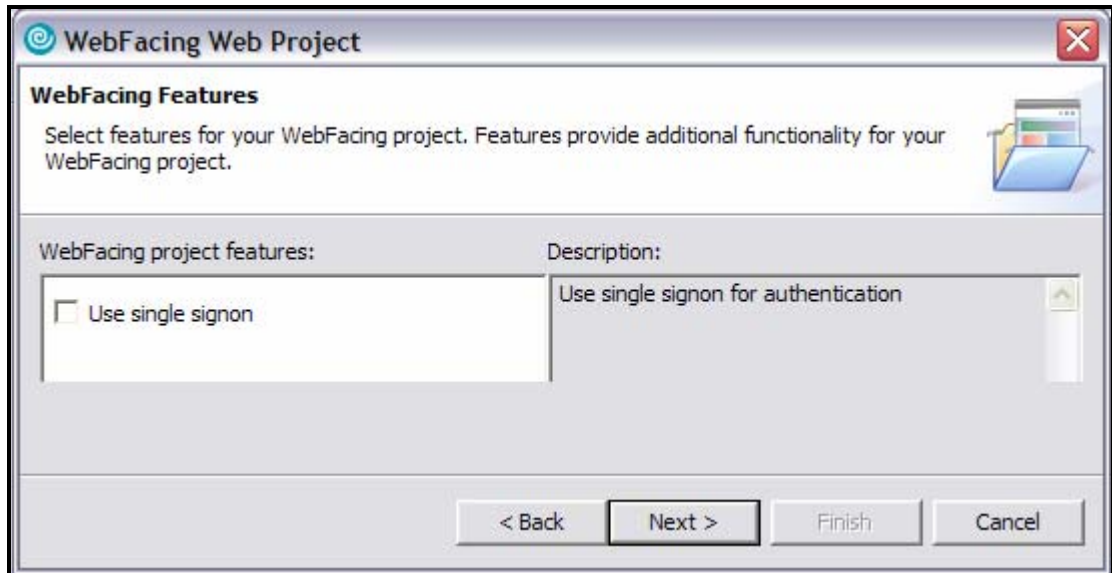 WebFacing Web Project
WebFacing Features
Select features for your WebFacing project. Features provide additional functionality for your
WebFacing project.
WebFacing project features:
Description:
Use single signon
Use single signon for authentication
< Back
Next >
Finish
Cancel